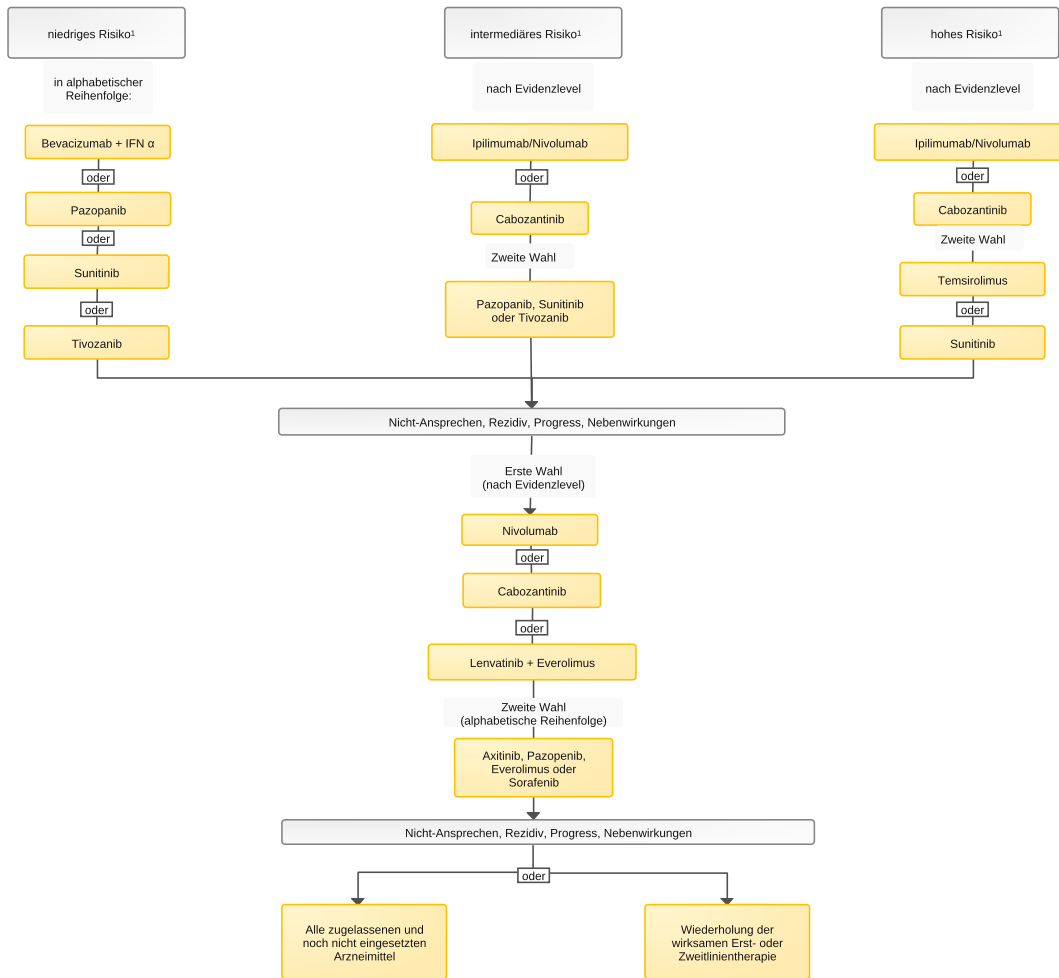 niedriges Risiko¹
intermediäres Risiko¹
hohes Risiko¹
in alphabetischer
Reihenfolge:
nach Evidenzlevel
nach Evidenzlevel
Bevacizumab + IFN α
Ipilimumab/Nivolumab
Ipilimumab/Nivolumab
oder
oder
oder
Pazopanib
Cabozantinib
Cabozantinib
oder
Zweite Wahl
Zweite Wahl
Sunitinib
Pazopanib, Sunitinib
oder Tivozanib
Temsirolimus
oder
oder
Tivozanib
Sunitinib
Nicht-Ansprechen, Rezidiv, Progress, Nebenwirkungen
Erste Wahl
(nach Evidenzlevel)
Nivolumab
oder
Cabozantinib
oder
Lenvatinib + Everolimus
Zweite Wahl
(alphabetische Reihenfolge)
Axitinib, Pazopenib,
Everolimus oder
Sorafenib
Nicht-Ansprechen, Rezidiv, Progress, Nebenwirkungen
oder
Alle zugelassenen und
noch nicht eingesetzten
Arzneimittel
Wiederholung der
wirksamen Erst- oder
Zweitlinientherapie